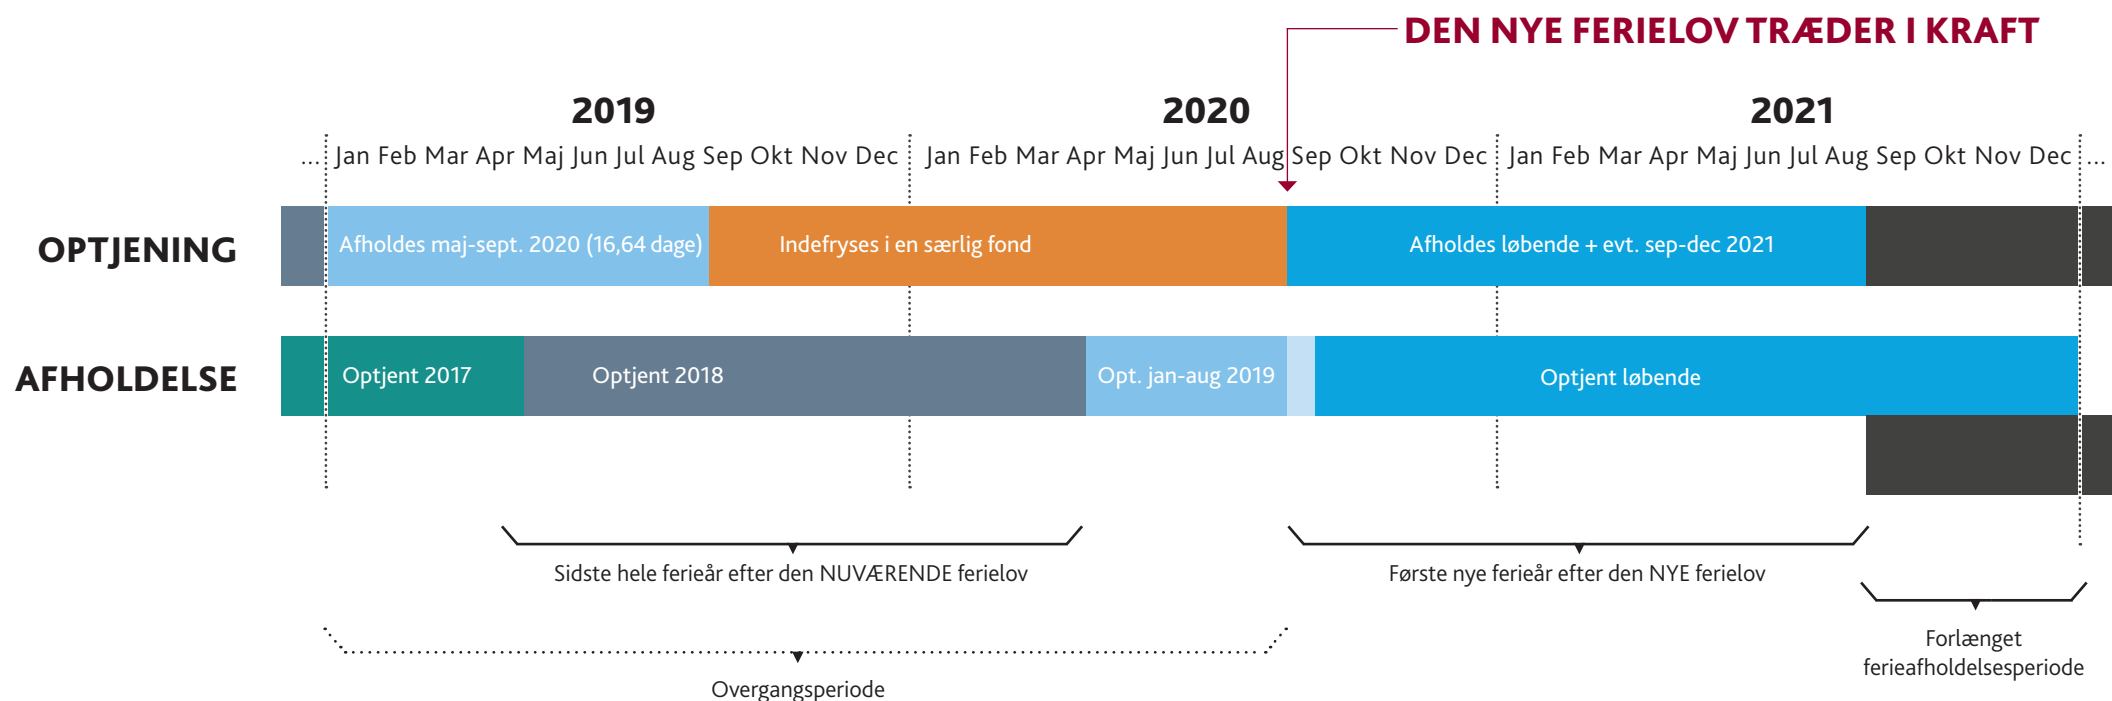 DEN NYE FERIELOV TRÆDER I KRAFT
2019 2020 2021
... Jan Feb Mar Apr Maj Jun Jul Aug Sep Okt Nov Dec Jan Feb Mar Apr Maj Jun Jul Aug Sep Okt Nov Dec Jan Feb Mar Apr Maj Jun Jul Aug Sep Okt Nov Dec ...
OPTJENING Afholdes maj-sept. 2020 (16,64 dage) Indefryses i en særlig fond Afholdes løbende + evt. sep-dec 2021
AFHOLDELSE Optjent 2017 Optjent 2018 Opt. jan-aug 2019 Optjent løbende
Sidste hele ferieår efter den NUVÆRENDE ferielov Første nye ferieår efter den NYE ferielov
Forlænget
ferieafholdelsesperiode
Overgangsperiode